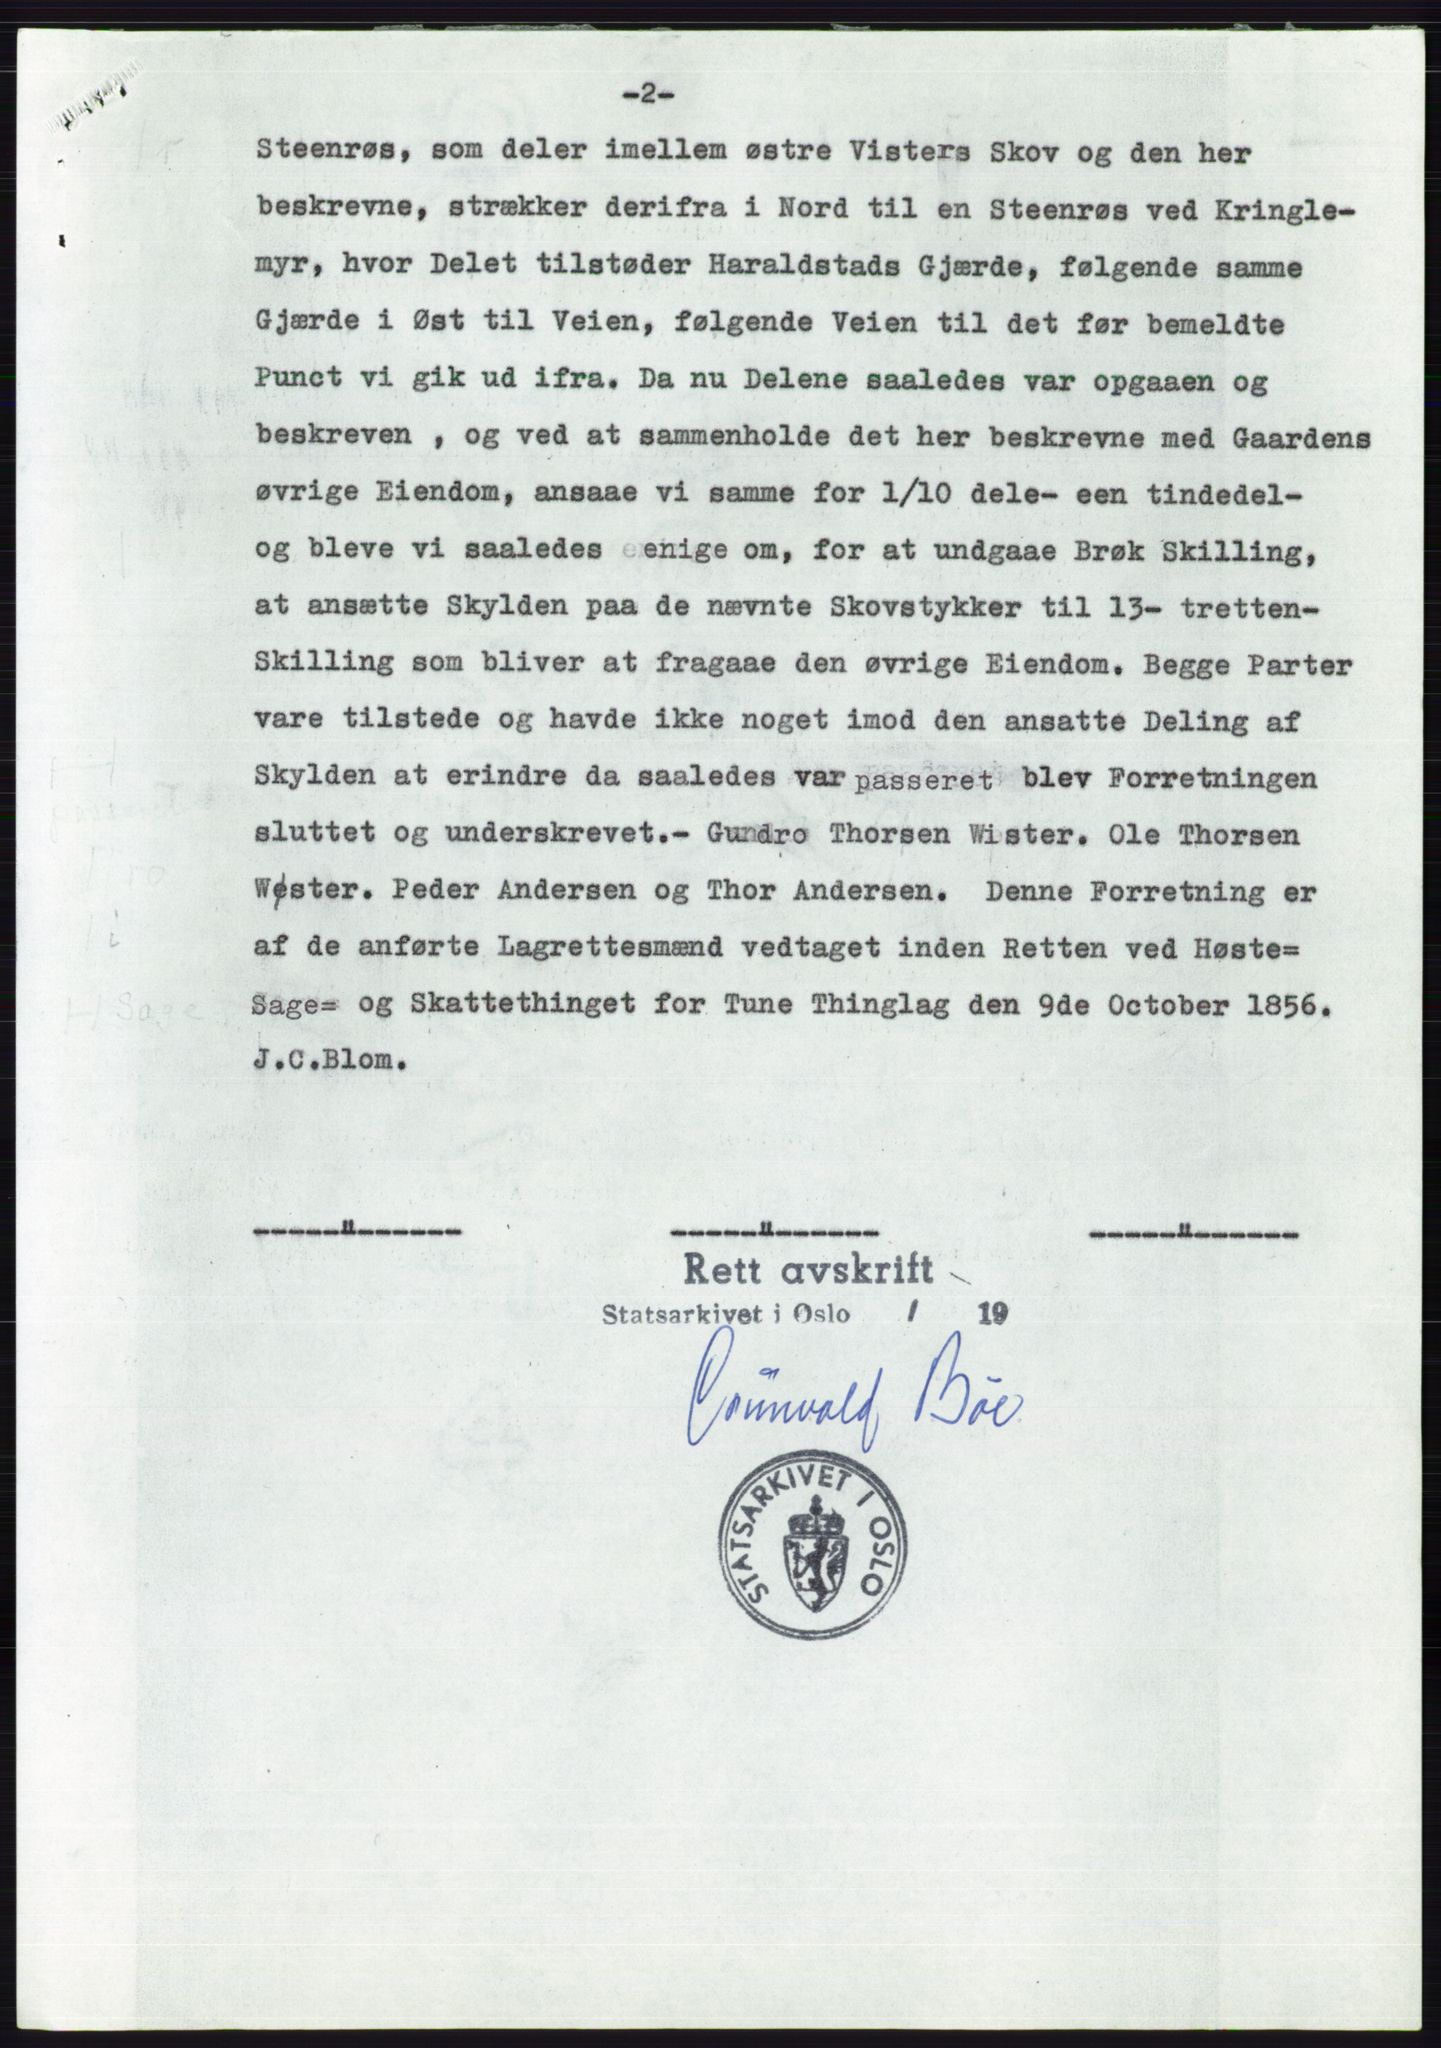 -2-
Steenrøs, som deler imellem østre Visters Skov og den her
beskrevne, strækker derifra i Nord til en Steenrøs ved Kringle-
myr, hvor Delet tilstøder Haraldstads Gjærde, følgende samme
Gjærde i Øst til Veien, følgende Veien til det før bemeldte
Punct vi gik ud ifra. Da nu Delene saaledes var opgaaen og
beskreven , og ved at sammenholde det her beskrevne med Gaardens
øvrige Eiendom, ansaae vi samme for 1/10 dele- een tindedel-
og bleve vi saaledes enige om, for at undgaae Brøk Skilling,
at ansætte Skylden paa de nævnte Skovstykker til 13- tretten-
Skilling som bliver at fragaae den øvrige Eiendom. Begge Parter
vare tilstede og havde ikke noget imod den ansatte Deling af
Skylden at erindre da saaledes var passeret blev Forretningen
sluttet og underskrevet.- Gundro Thorsen Wister. Ole Thorsen
Wister. Peder Andersen og Thor Andersen. Denne Forretning er
af de anførte Lagrettesmænd vedtaget inden Retten ved Høste=
Sage= og Skattethinget for Tune Thinglag den 9de October 1856.
J.C.Blom.
-----"------ -----"------ -----"------
Rett avskrift
Statsarkivet i Oslo / 19
Grünvald Böe
STATSARKIVET I OSLO